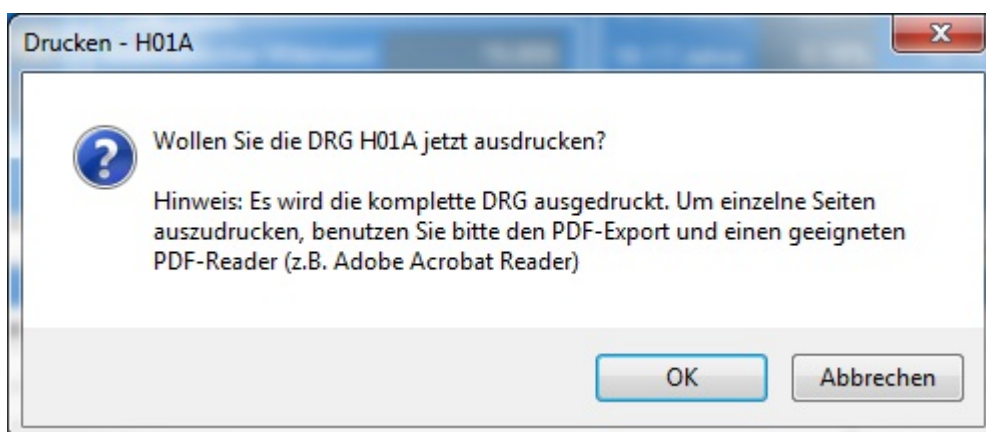 Drucken - H01A
Wollen Sie die DRG H01A jetzt ausdrucken?
Hinweis: Es wird die komplette DRG ausgedruckt. Um einzelne Seiten
auszudrucken, benutzen Sie bitte den PDF-Export und einen geeigneten
PDF-Reader (z.B. Adobe Acrobat Reader)
OK
Abbrechen